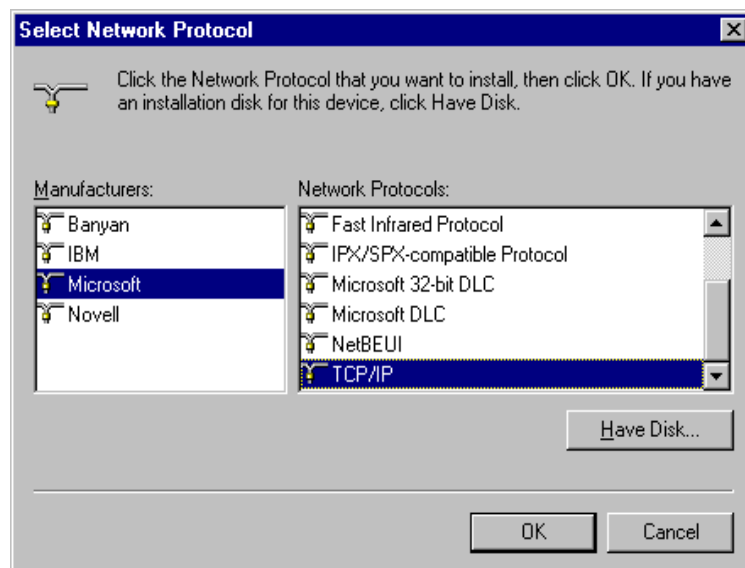 Select Network Protocol
Click the Network Protocol that you want to install, then click OK. If you have
an installation disk for this device, click Have Disk.
Manufacturers:
Banyan
IBM
Microsoft
Novell
Network Protocols:
Fast Infrared Protocol
IPX/SPX-compatible Protocol
Microsoft 32-bit DLC
Microsoft DLC
NetBEUI
TCP/IP
Have Disk...
OK
Cancel